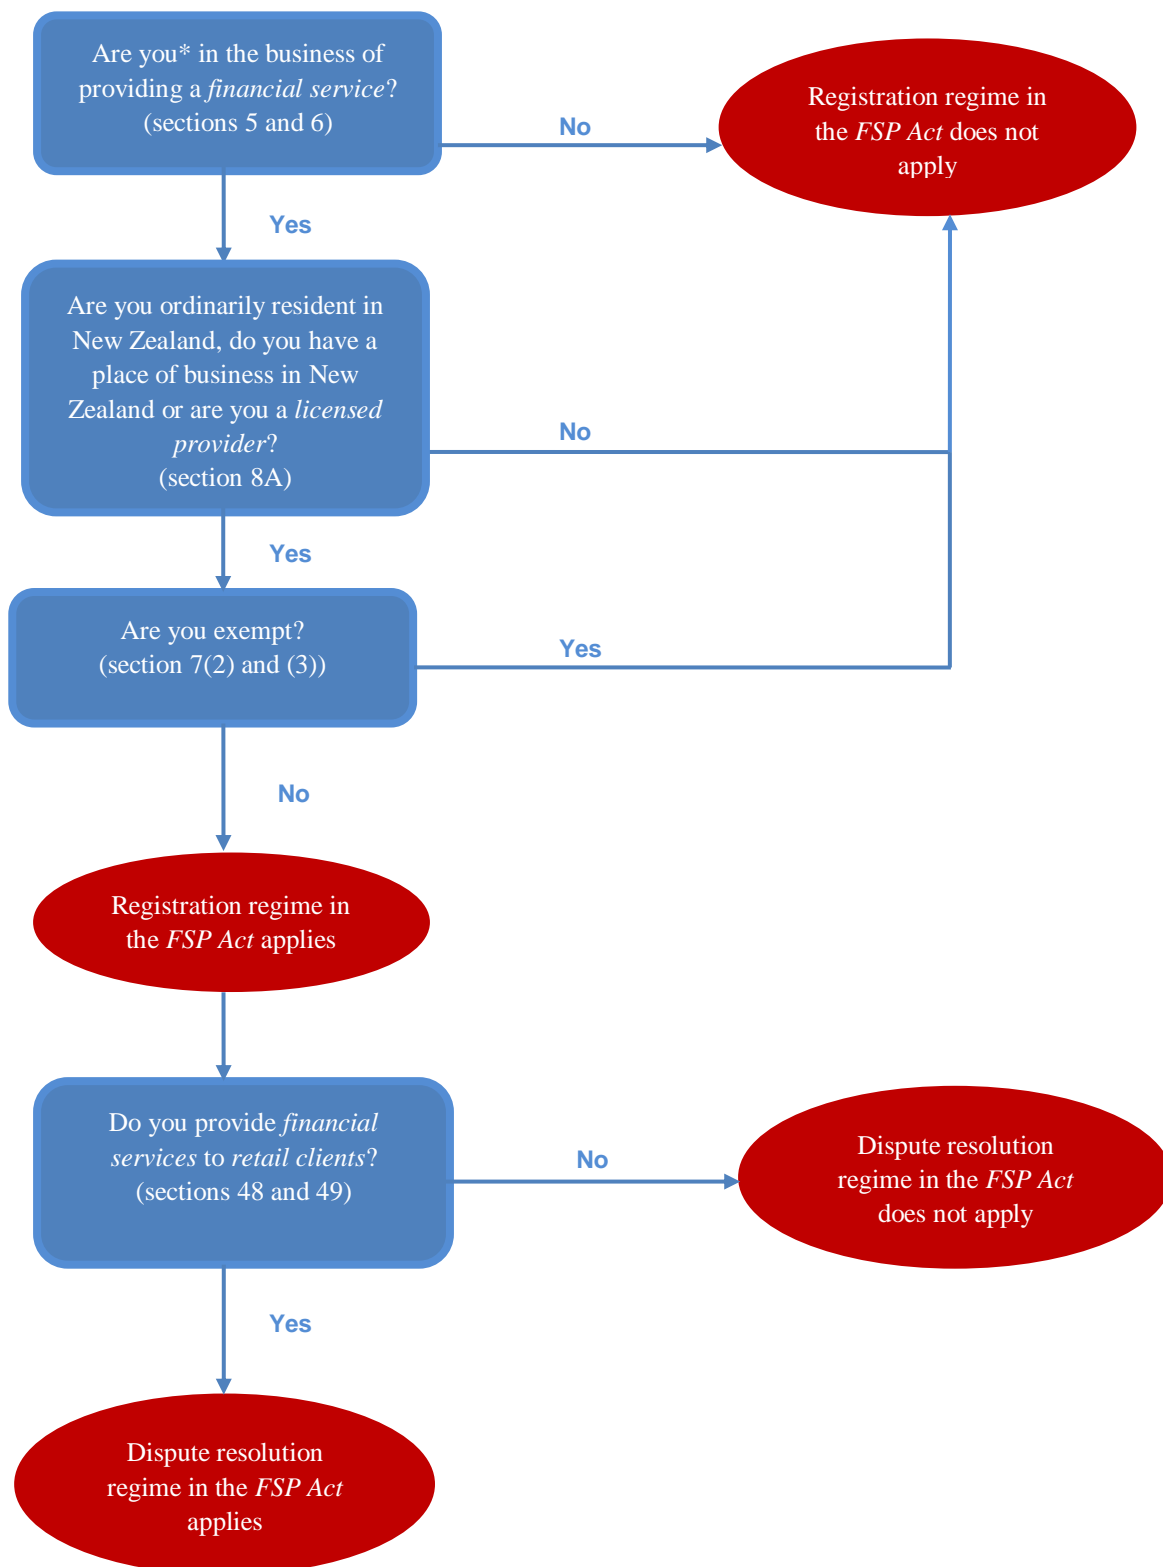 Are you* in the business of
providing a financial service?
(sections 5 and 6)
No
Registration regime in
the FSP Act does not
apply
Yes
Are you ordinarily resident in
New Zealand, do you have a
place of business in New
Zealand or are you a licensed
provider?
(section 8A)
No
Yes
Are you exempt?
(section 7(2) and (3))
Yes
No
Registration regime in
the FSP Act applies
Do you provide financial
services to retail clients?
(sections 48 and 49)
No
Dispute resolution
regime in the FSP Act
does not apply
Yes
Dispute resolution
regime in the FSP Act
applies